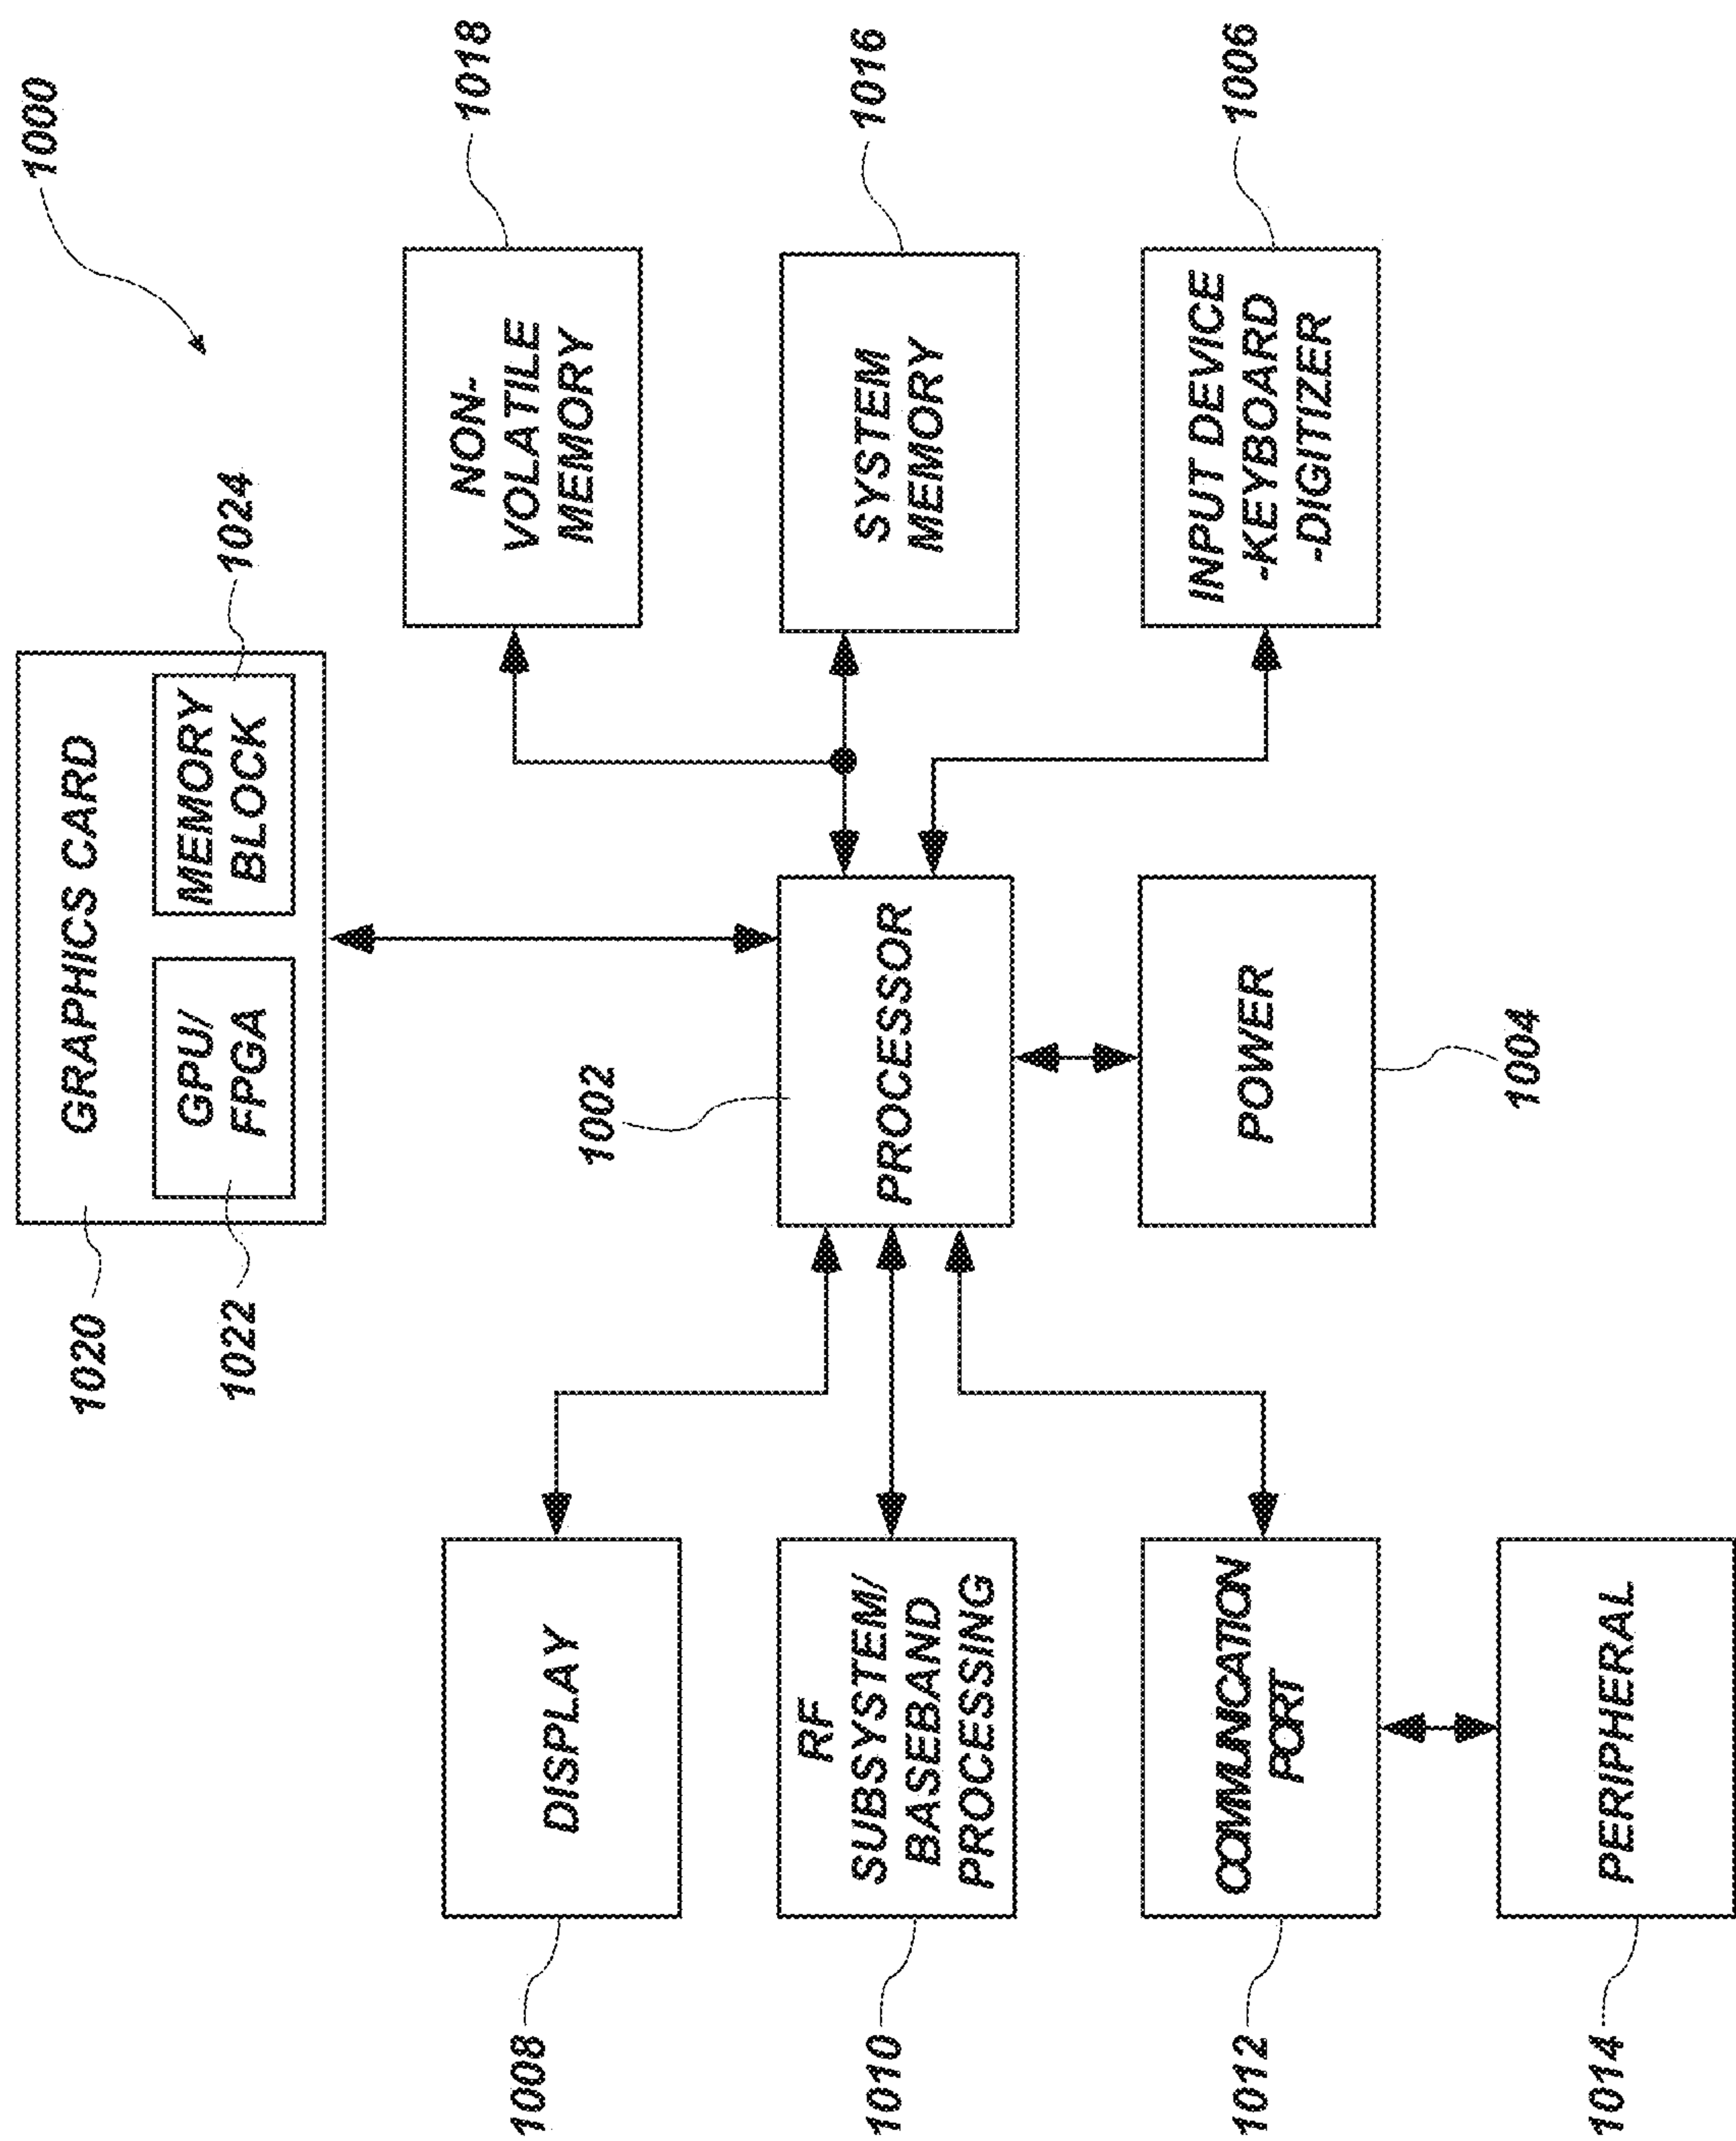 1000
GRAPHICS CARD
1020
GPU/
FPGA
1022
MEMORY
BLOCK
1024
DISPLAY
1008
NON-
VOLATILE
MEMORY
1018
1002
RF
SUBSYSTEM/
BASEBAND
PROCESSING
1010
PROCESSOR
SYSTEM
MEMORY
1016
COMMUNICATION
PORT
1012
POWER
1004
INPUT DEVICE
-KEYBOARD
-DIGITIZER
1006
PERIPHERAL
1014